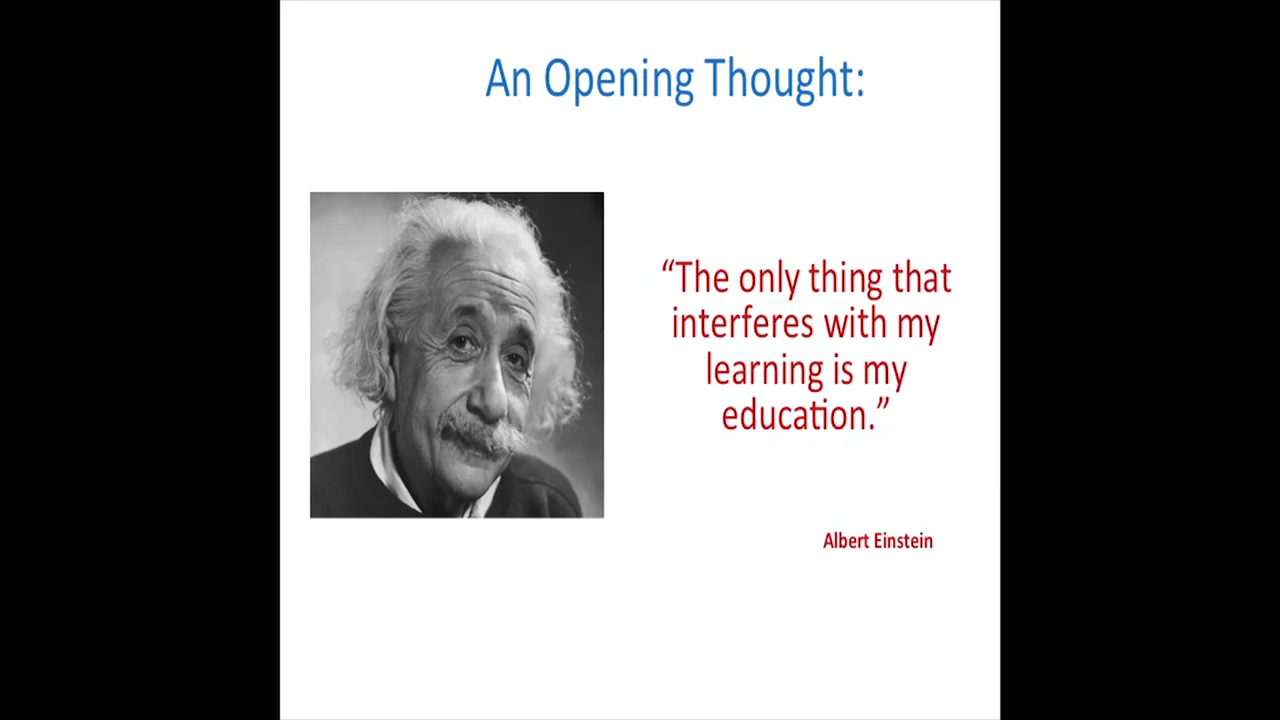 An Opening Thought:
“The only thing that
interferes with my
learning is my
education.”
Albert Einstein